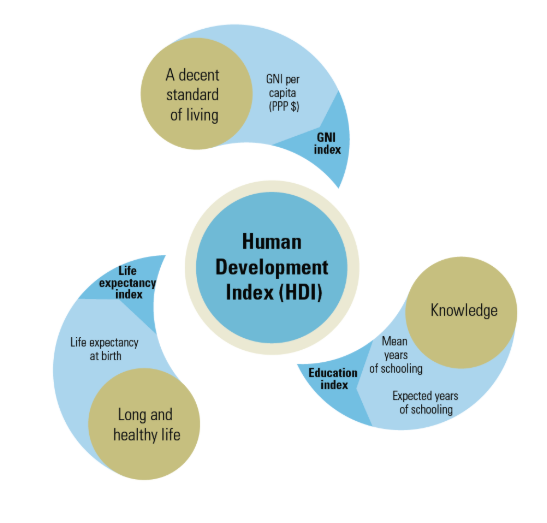 A decent
standard
of living
GNI per
capita
(PPP $)
GNI
index
Human
Development
Index (HDI)
Life
expectancy
index
Life expectancy
at birth
Long and
healthy life
Knowledge
Mean
years
of schooling
Expected years
of schooling
Education
index